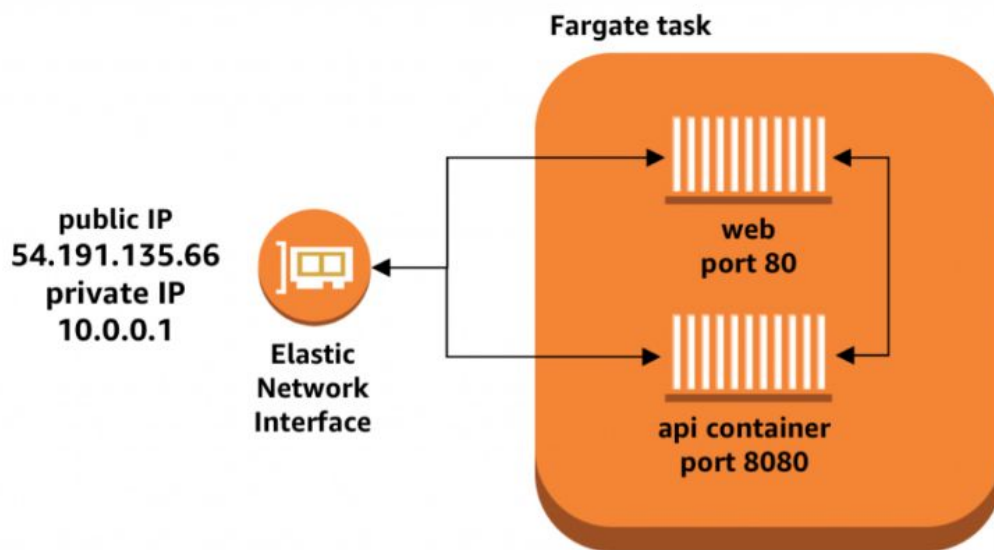 Fargate task
public IP
54.191.135.66
private IP
10.0.0.1
Elastic
Network
Interface
web
port 80
api container
port 8080